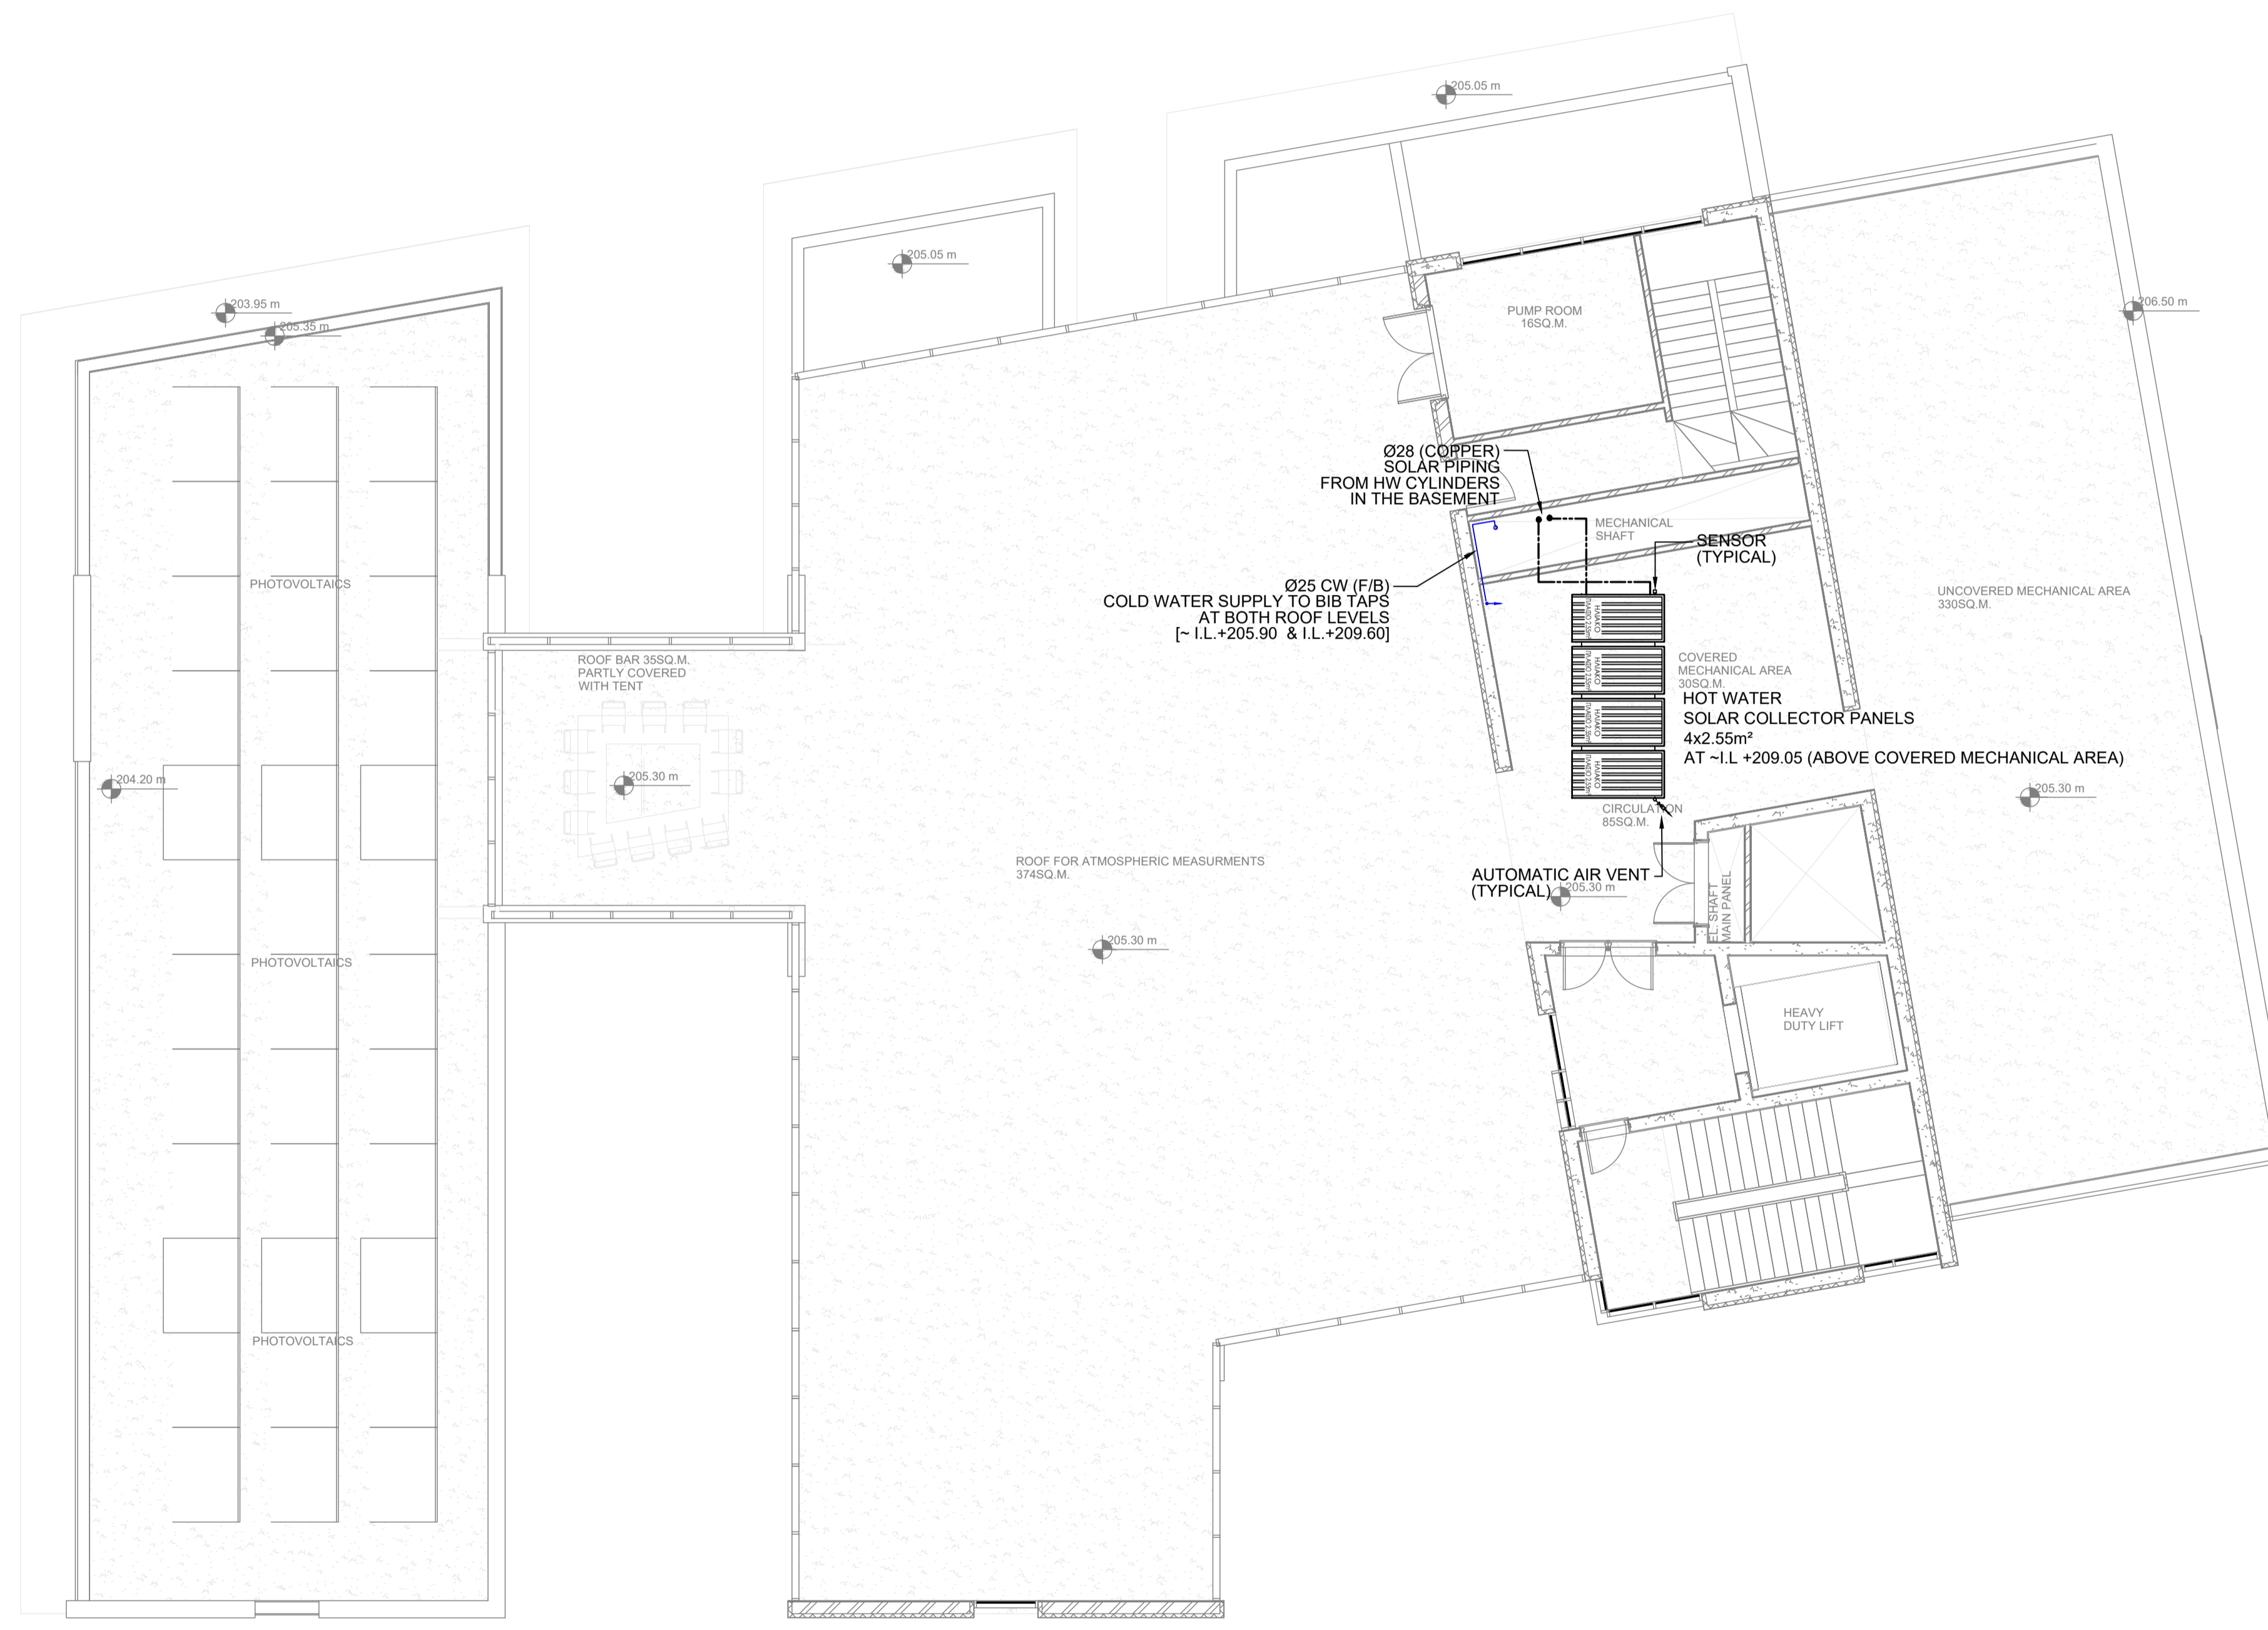 205.05 m
205.05 m
203.95 m
205.35 m
PUMP ROOM
16SQ.M.
206.50 m
Ø28 (COPPER)
SOLAR PIPING
FROM HW CYLINDERS
IN THE BASEMENT
MECHANICAL
SHAFT
SENSOR
(TYPICAL)
PHOTOVOLTAICS
Ø25 CW (F/B)
COLD WATER SUPPLY TO BIB TAPS
AT BOTH ROOF LEVELS
[~ I.L.+205.90 & I.L.+209.60]
UNCOVERED MECHANICAL AREA
330SQ.M.
ROOF BAR 35SQ.M.
PARTLY COVERED
WITH TENT
COVERED
MECHANICAL AREA
30SQ.M.
HOT WATER
SOLAR COLLECTOR PANELS
4x2.55m²
AT ~I.L +209.05 (ABOVE COVERED MECHANICAL AREA)
204.20 m
205.30 m
205.30 m
CIRCULATION
85SQ.M.
ROOF FOR ATMOSPHERIC MEASURMENTS
374SQ.M.
AUTOMATIC AIR VENT
(TYPICAL)
205.30 m
EL. SHAFT
MAIN PANEL
205.30 m
PHOTOVOLTAICS
HEAVY
DUTY LIFT
PHOTOVOLTAICS